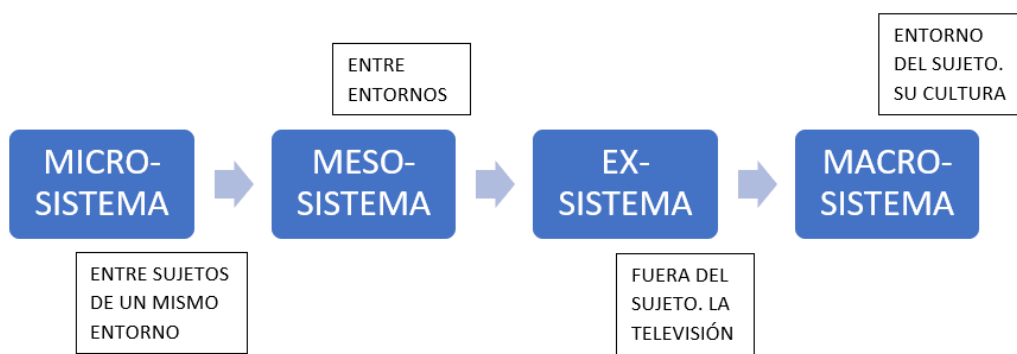 ENTORNO
DEL SUJETO.
SU CULTURA
ENTRE
ENTORNOS
MICRO-
SISTEMA
MESO-
SISTEMA
EX-
SISTEMA
MACRO-
SISTEMA
ENTRE SUJETOS
DE UN MISMO
ENTORNO
FUERA DEL
SUJETO. LA
TELEVISIÓN